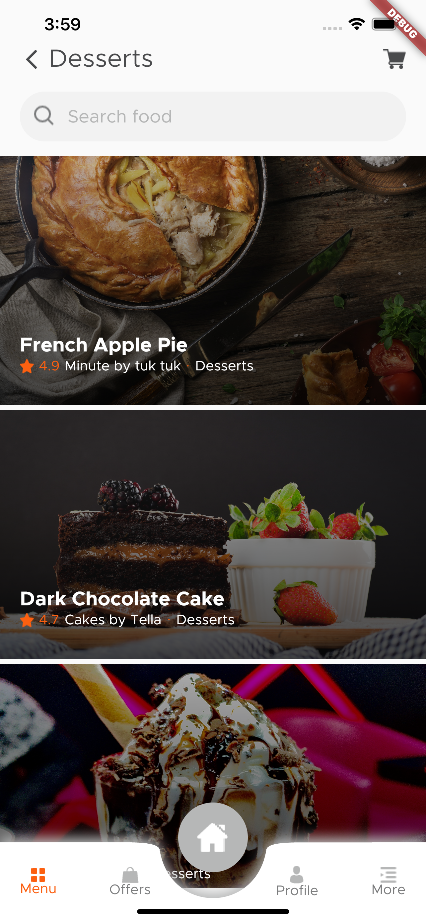 3:59
DEBUG
Desserts
Search food
French Apple Pie
4.9 Minute by tuk tuk · Desserts
Dark Chocolate Cake
4.7 Cakes by Tella · Desserts
Menu
Offers
Profile
More